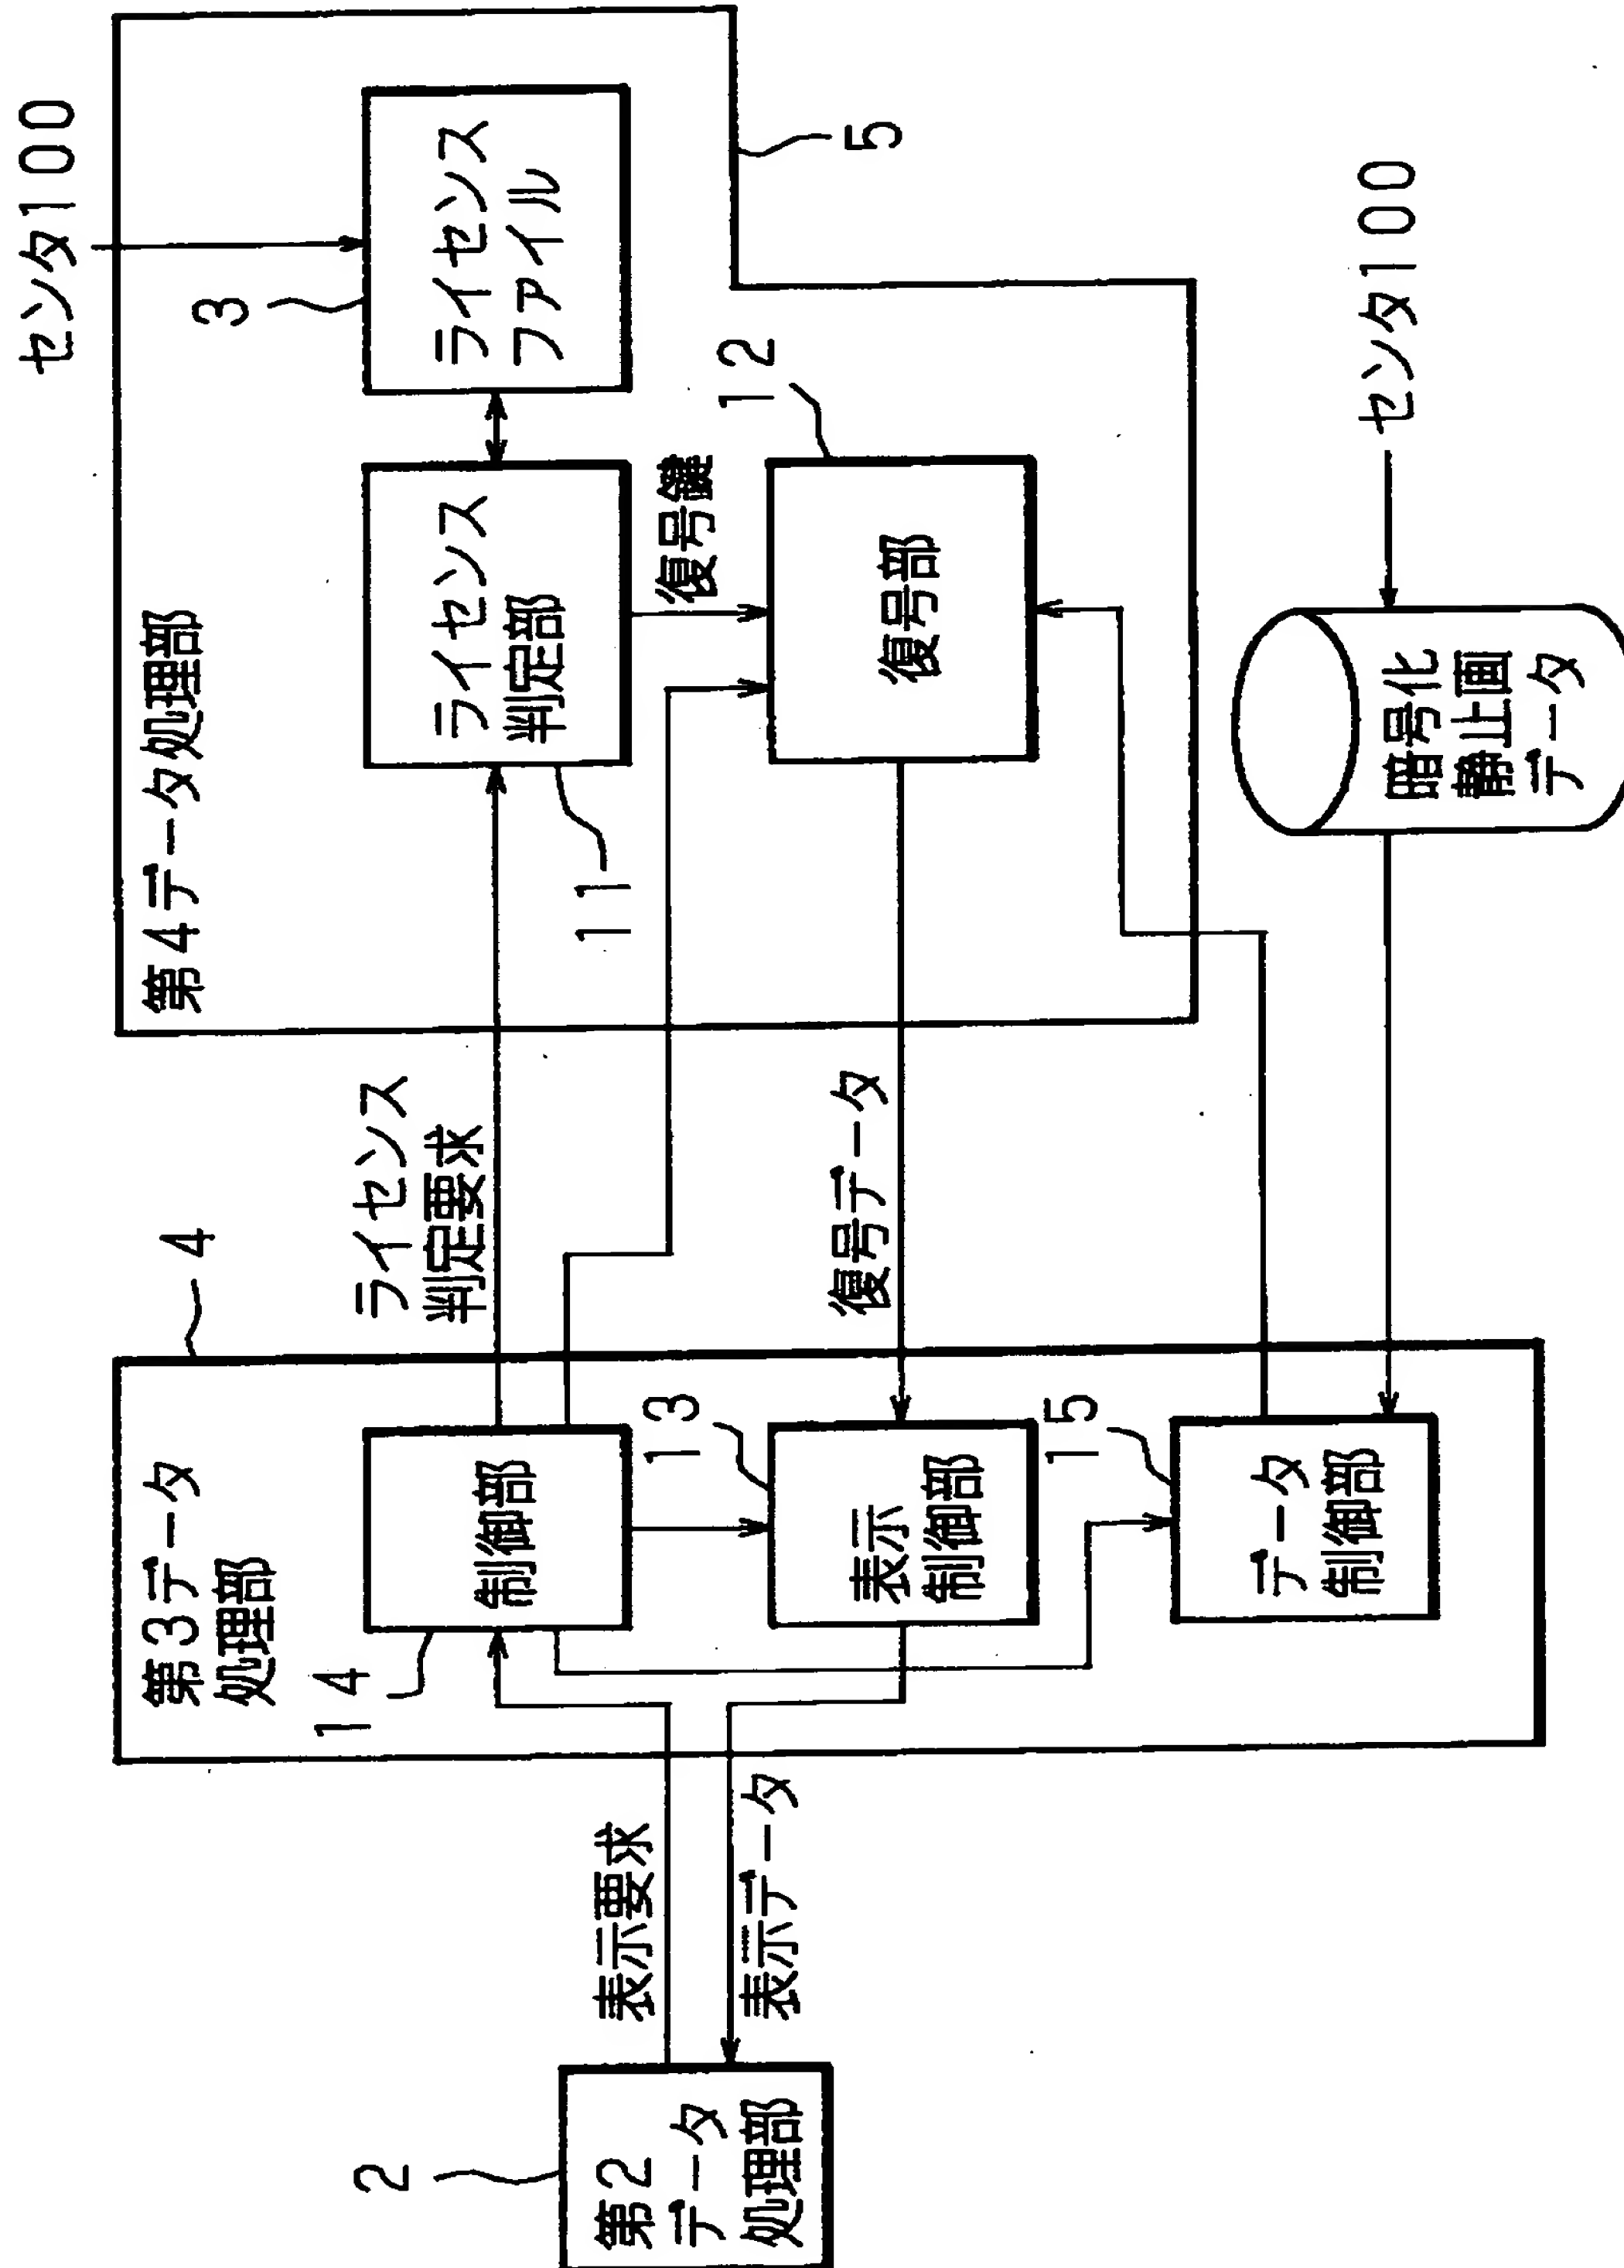 センタ100
3
ライセンス
ファイル
5
第4データ処理部
ライセンス
判定部
11
復号鍵
12
復号部
センタ100
暗号化
静止画
データ
ライセンス
判定要求
復号データ
4
第3データ
処理部
14
制御部
13
表示
制御部
15
データ
制御部
表示要求
表示データ
2
第2
データ
処理部